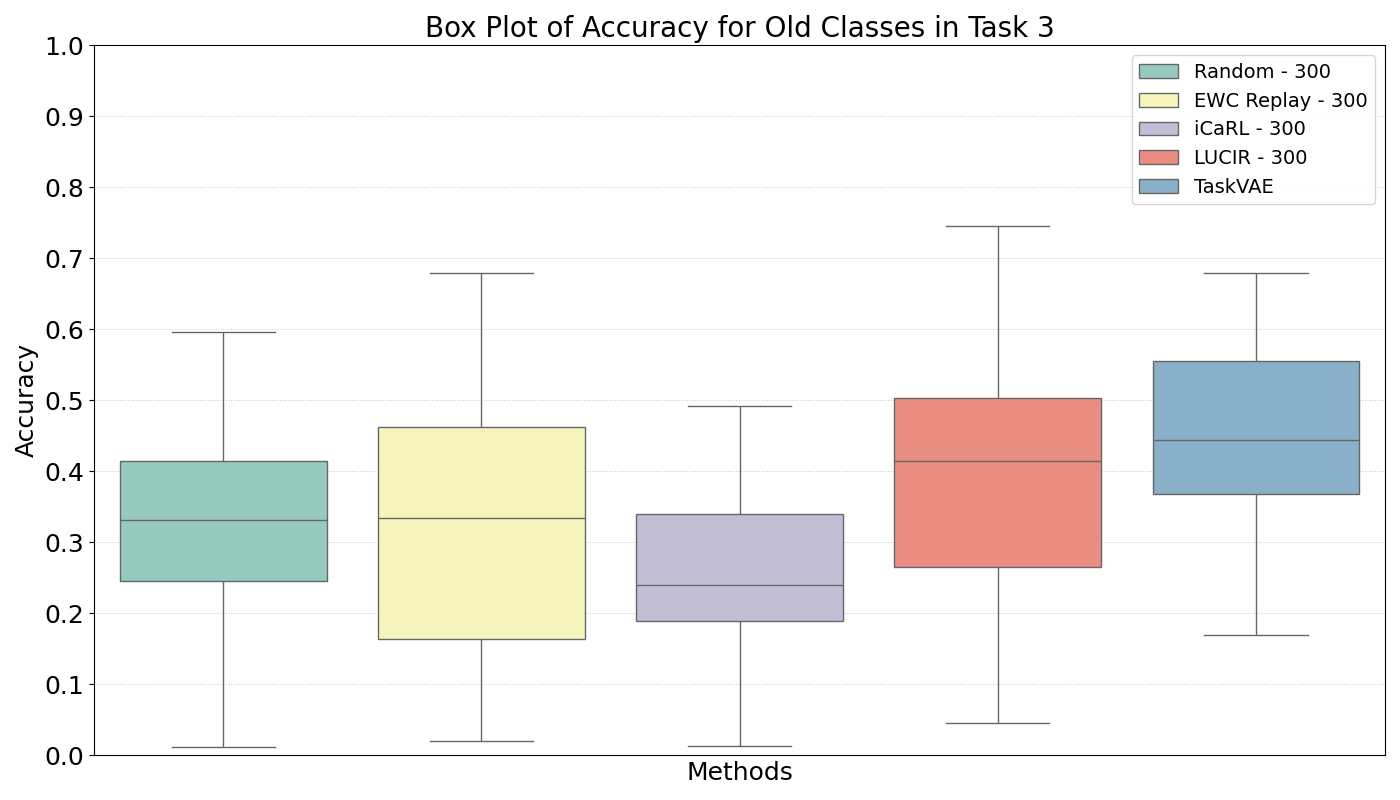 Box Plot of Accuracy for Old Classes in Task 3
1.0
0.9
0.8
0.7
0.6
0.5
0.4
0.3
0.2
0.1
0.0
Accuracy
Methods
Random - 300
EWC Replay - 300
iCaRL - 300
LUCIR - 300
TaskVAE